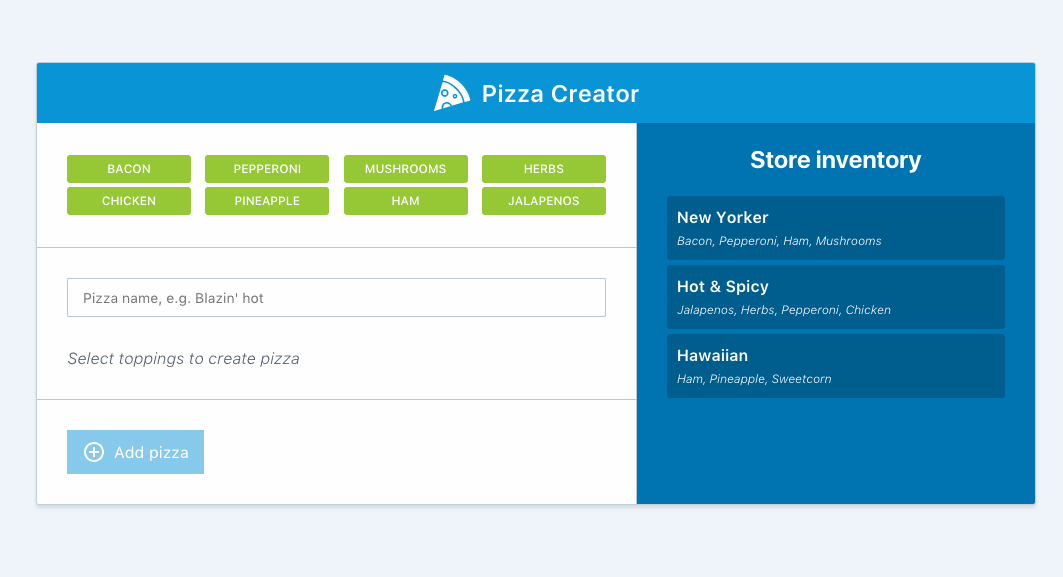 Pizza Creator
BACON PEPPERONI MUSHROOMS HERBS
CHICKEN PINEAPPLE HAM JALAPENOS
Pizza name, e.g. Blazin' hot
Select toppings to create pizza
Add pizza
Store inventory
New Yorker
Bacon, Pepperoni, Ham, Mushrooms
Hot & Spicy
Jalapenos, Herbs, Pepperoni, Chicken
Hawaiian
Ham, Pineapple, Sweetcorn